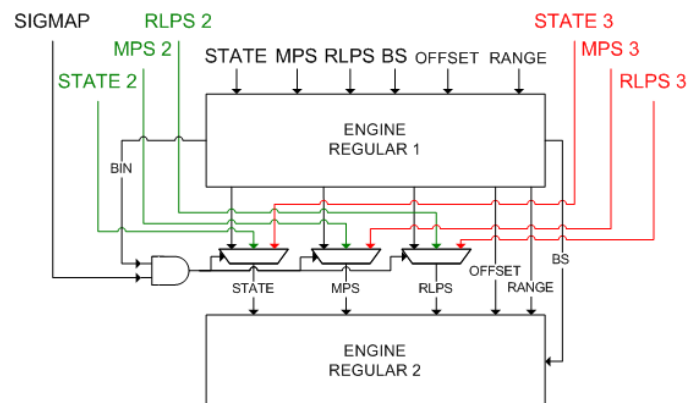 SIGMAP
RLPS 2
STATE 3
MPS 2
MPS 3
STATE 2
STATE
MPS
RLPS
BS
OFFSET
RANGE
RLPS 3
ENGINE
REGULAR 1
BIN
BS
OFFSET
STATE
MPS
RLPS
RANGE
ENGINE
REGULAR 2